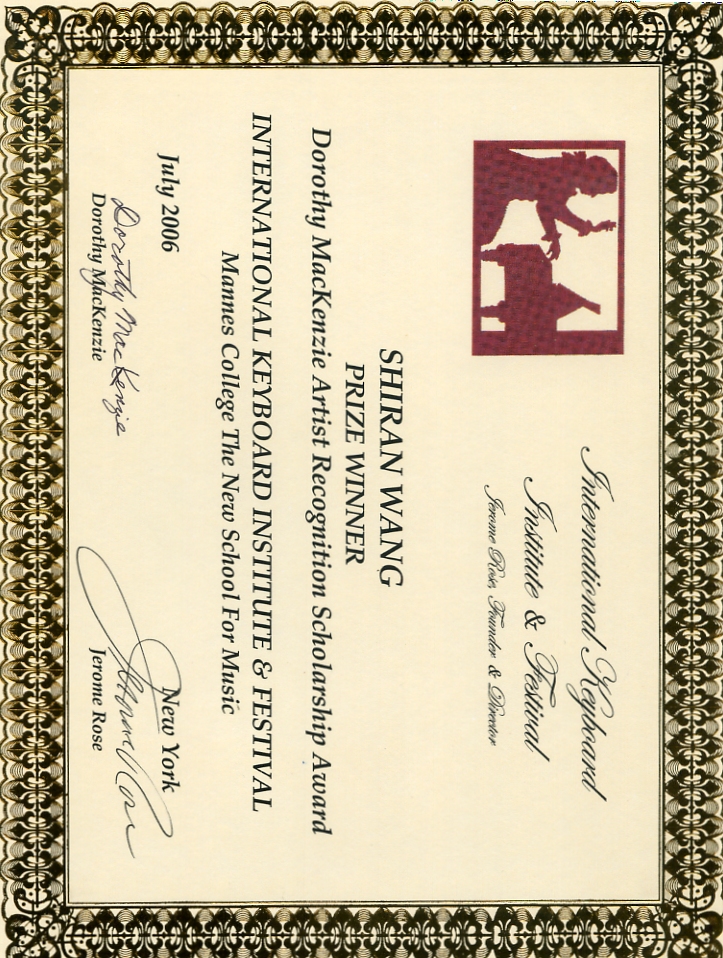 International Keyboard
Institute & Festival
Jerome Rose, Founder & Director
SHIRAN WANG
PRIZE WINNER
Dorothy MacKenzie Artist Recognition Scholarship Award
INTERNATIONAL KEYBOARD INSTITUTE & FESTIVAL
Mannes College The New School For Music
July 2006
New York
Dorothy MacKenzie
Dorothy MacKenzie
Jerome Rose
Jerome Rose